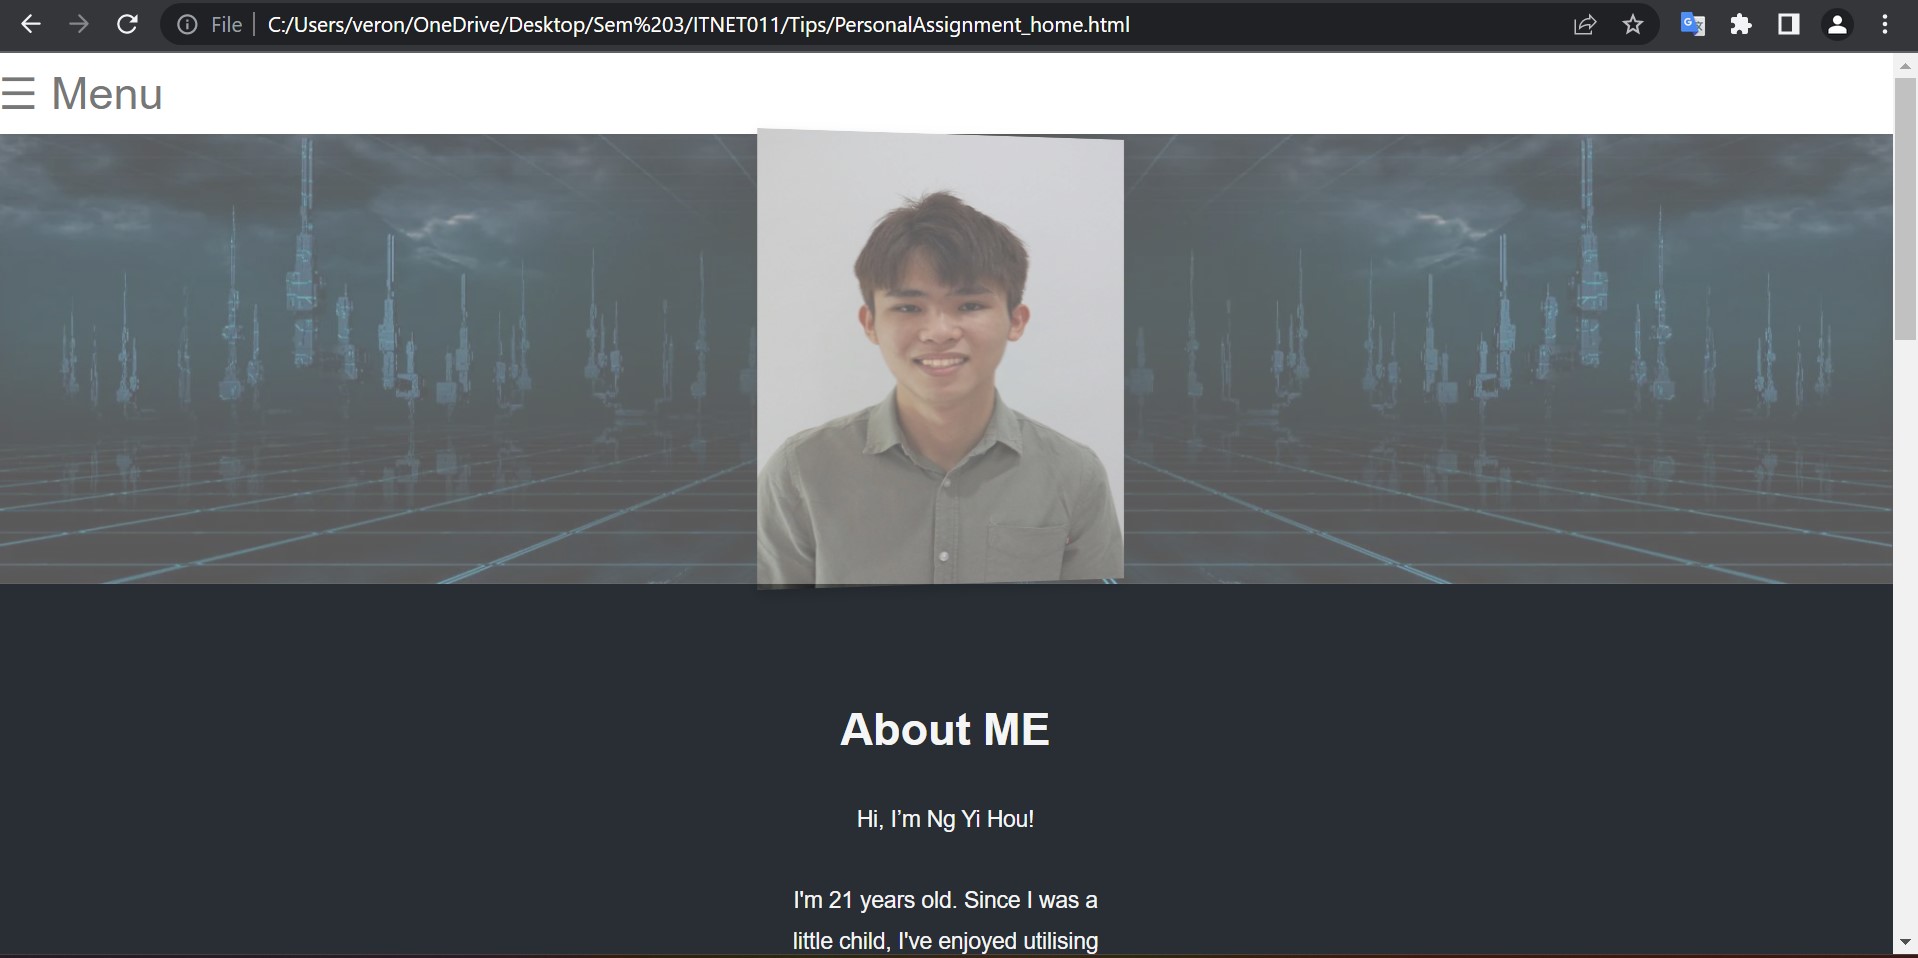 File
C:/Users/veron/OneDrive/Desktop/Sem%203/ITNET011/Tips/PersonalAssignment_home.html
☰ Menu
About ME
Hi, I’m Ng Yi Hou!
I'm 21 years old. Since I was a
little child, I've enjoyed utilising